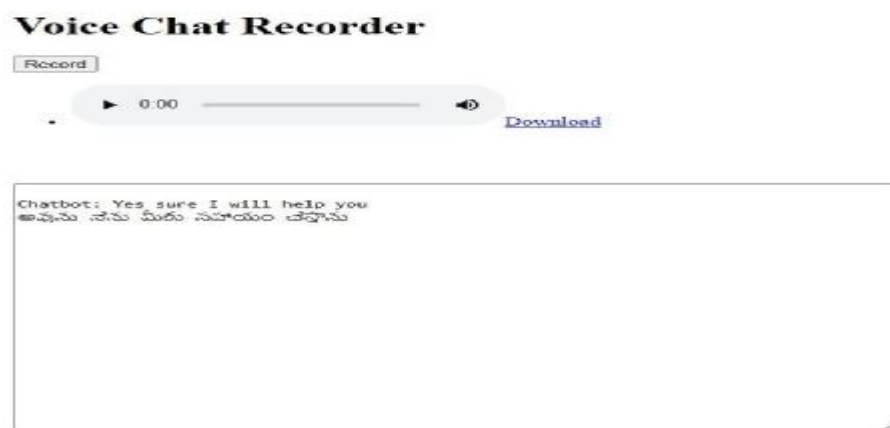 Voice Chat Recorder
Record
0:00
Download
Chatbot: Yes sure I will help you
అవును నేను మీకు సహాయం చేస్తాను